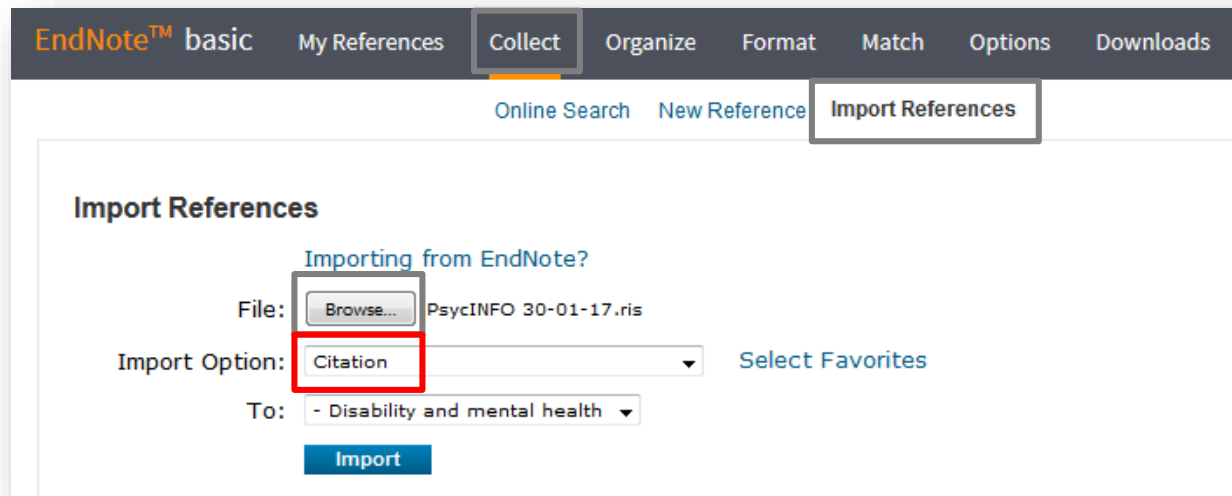 EndNote™ basic My References Collect Organize Format Match Options Downloads
Online Search New Reference Import References
Import References
Importing from EndNote?
File: Browse... PsycINFO 30-01-17.ris
Import Option: Citation Select Favorites
To: - Disability and mental health
Import